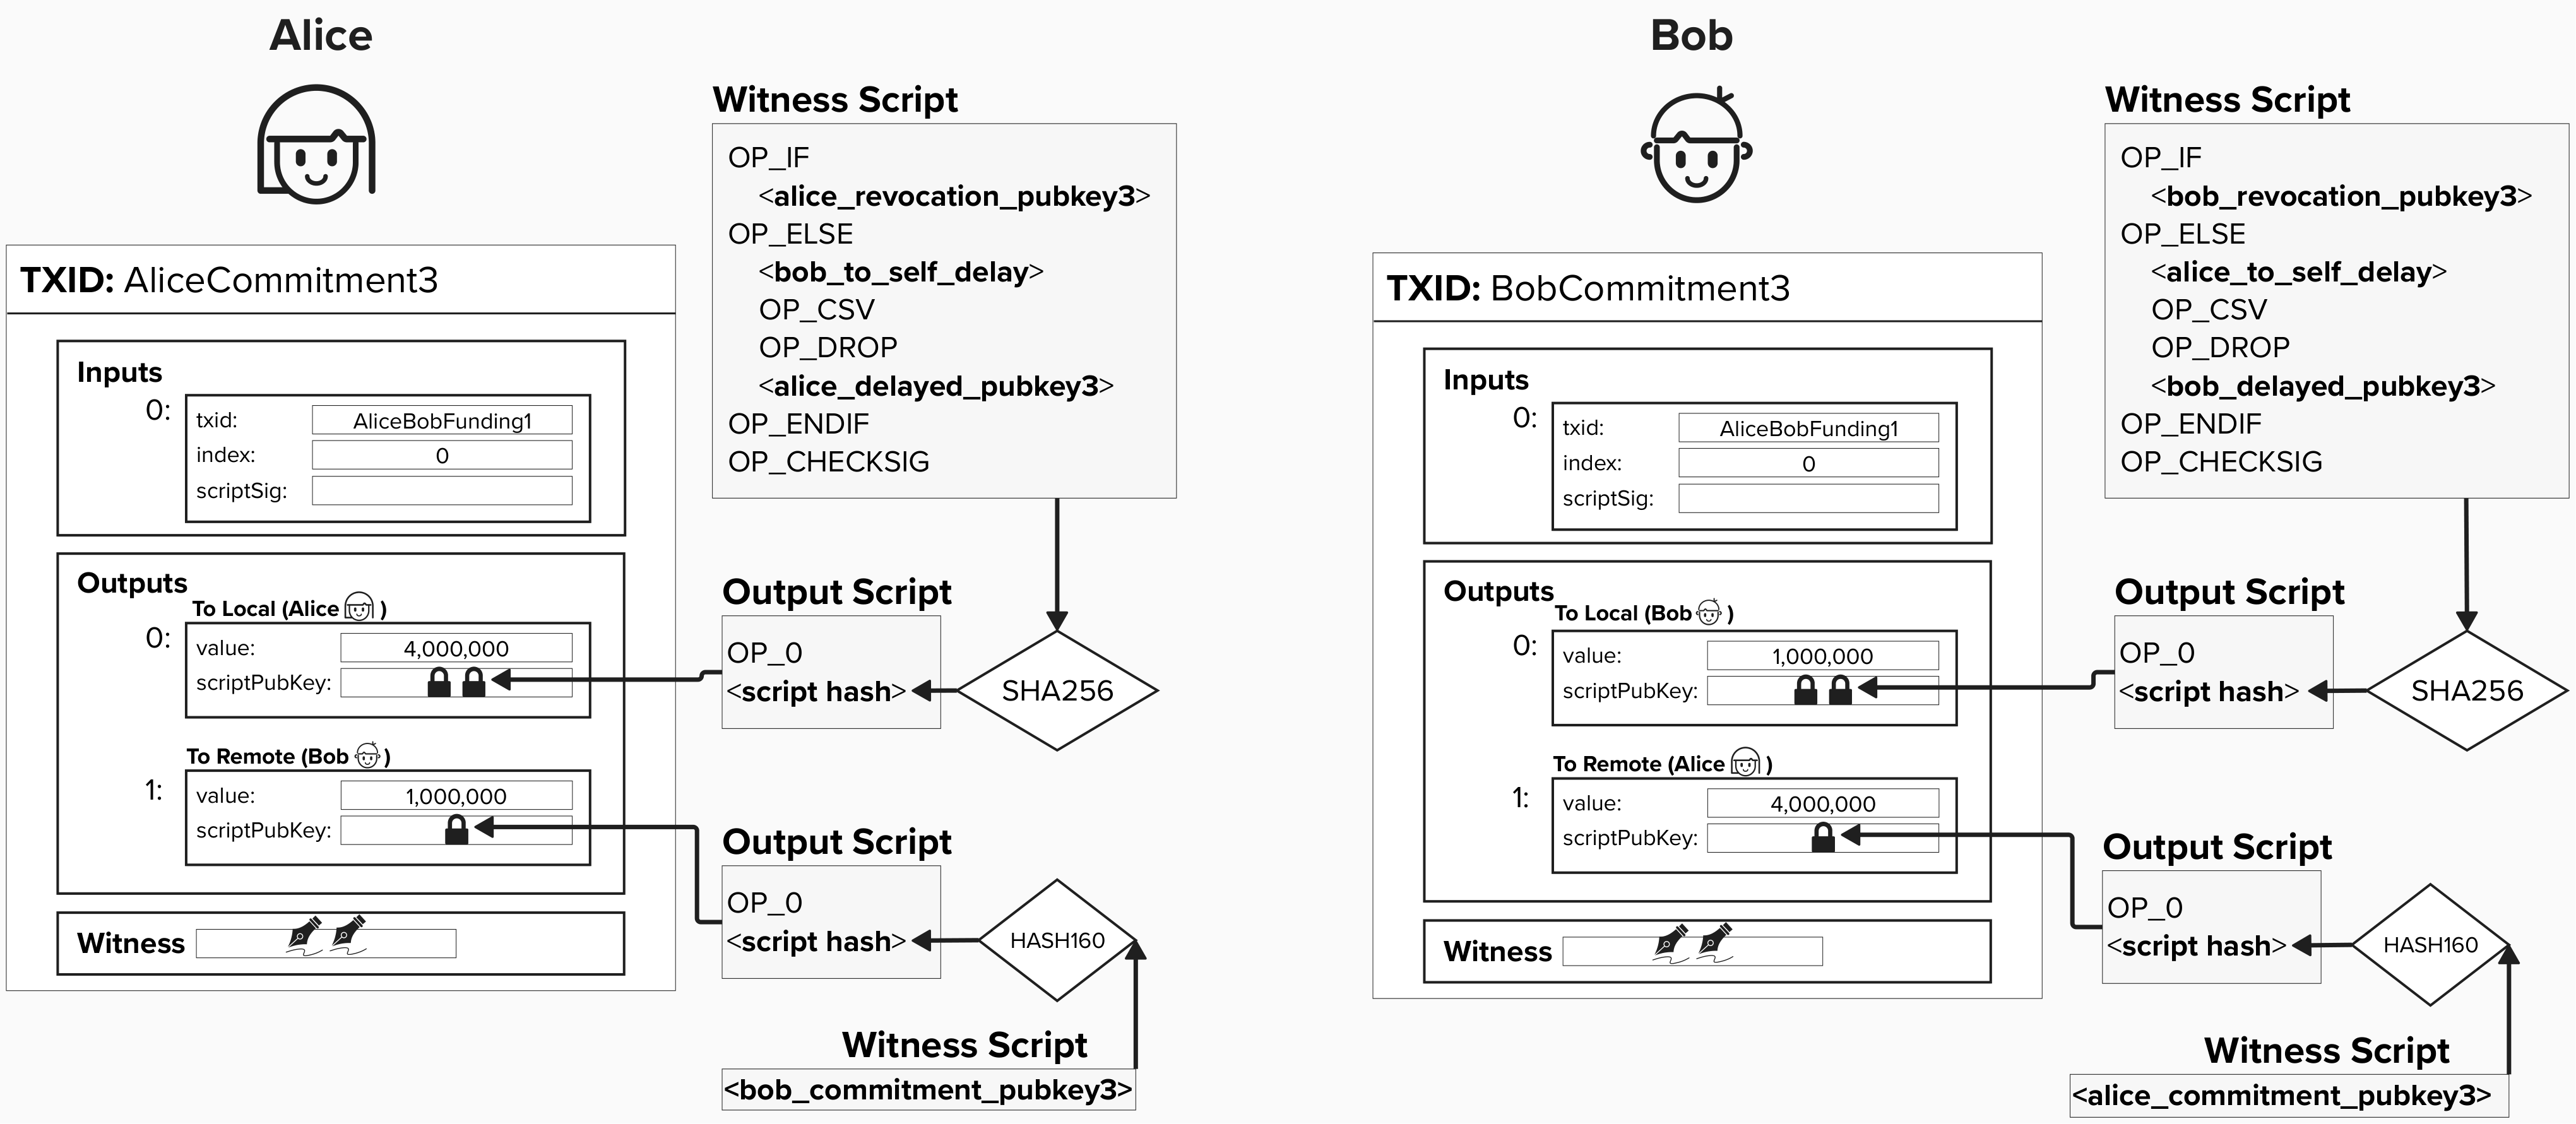 Alice
Witness Script
OP_IF
<alice_revocation_pubkey3>
OP_ELSE
<bob_to_self_delay>
OP_CSV
OP_DROP
<alice_delayed_pubkey3>
OP_ENDIF
OP_CHECKSIG
TXID: AliceCommitment3
Inputs
0:
txid: AliceBobFunding1
index: 0
scriptSig:
Outputs
To Local (Alice )
0:
value: 4,000,000
scriptPubKey:
To Remote (Bob )
1:
value: 1,000,000
scriptPubKey:
Witness
Output Script
OP_0
<script hash>
SHA256
Output Script
OP_0
<script hash>
HASH160
Witness Script
<bob_commitment_pubkey3>
Bob
Witness Script
OP_IF
<bob_revocation_pubkey3>
OP_ELSE
<alice_to_self_delay>
OP_CSV
OP_DROP
<bob_delayed_pubkey3>
OP_ENDIF
OP_CHECKSIG
TXID: BobCommitment3
Inputs
0:
txid: AliceBobFunding1
index: 0
scriptSig:
Outputs
To Local (Bob )
0:
value: 1,000,000
scriptPubKey:
To Remote (Alice )
1:
value: 4,000,000
scriptPubKey:
Witness
Output Script
OP_0
<script hash>
SHA256
Output Script
OP_0
<script hash>
HASH160
Witness Script
<alice_commitment_pubkey3>